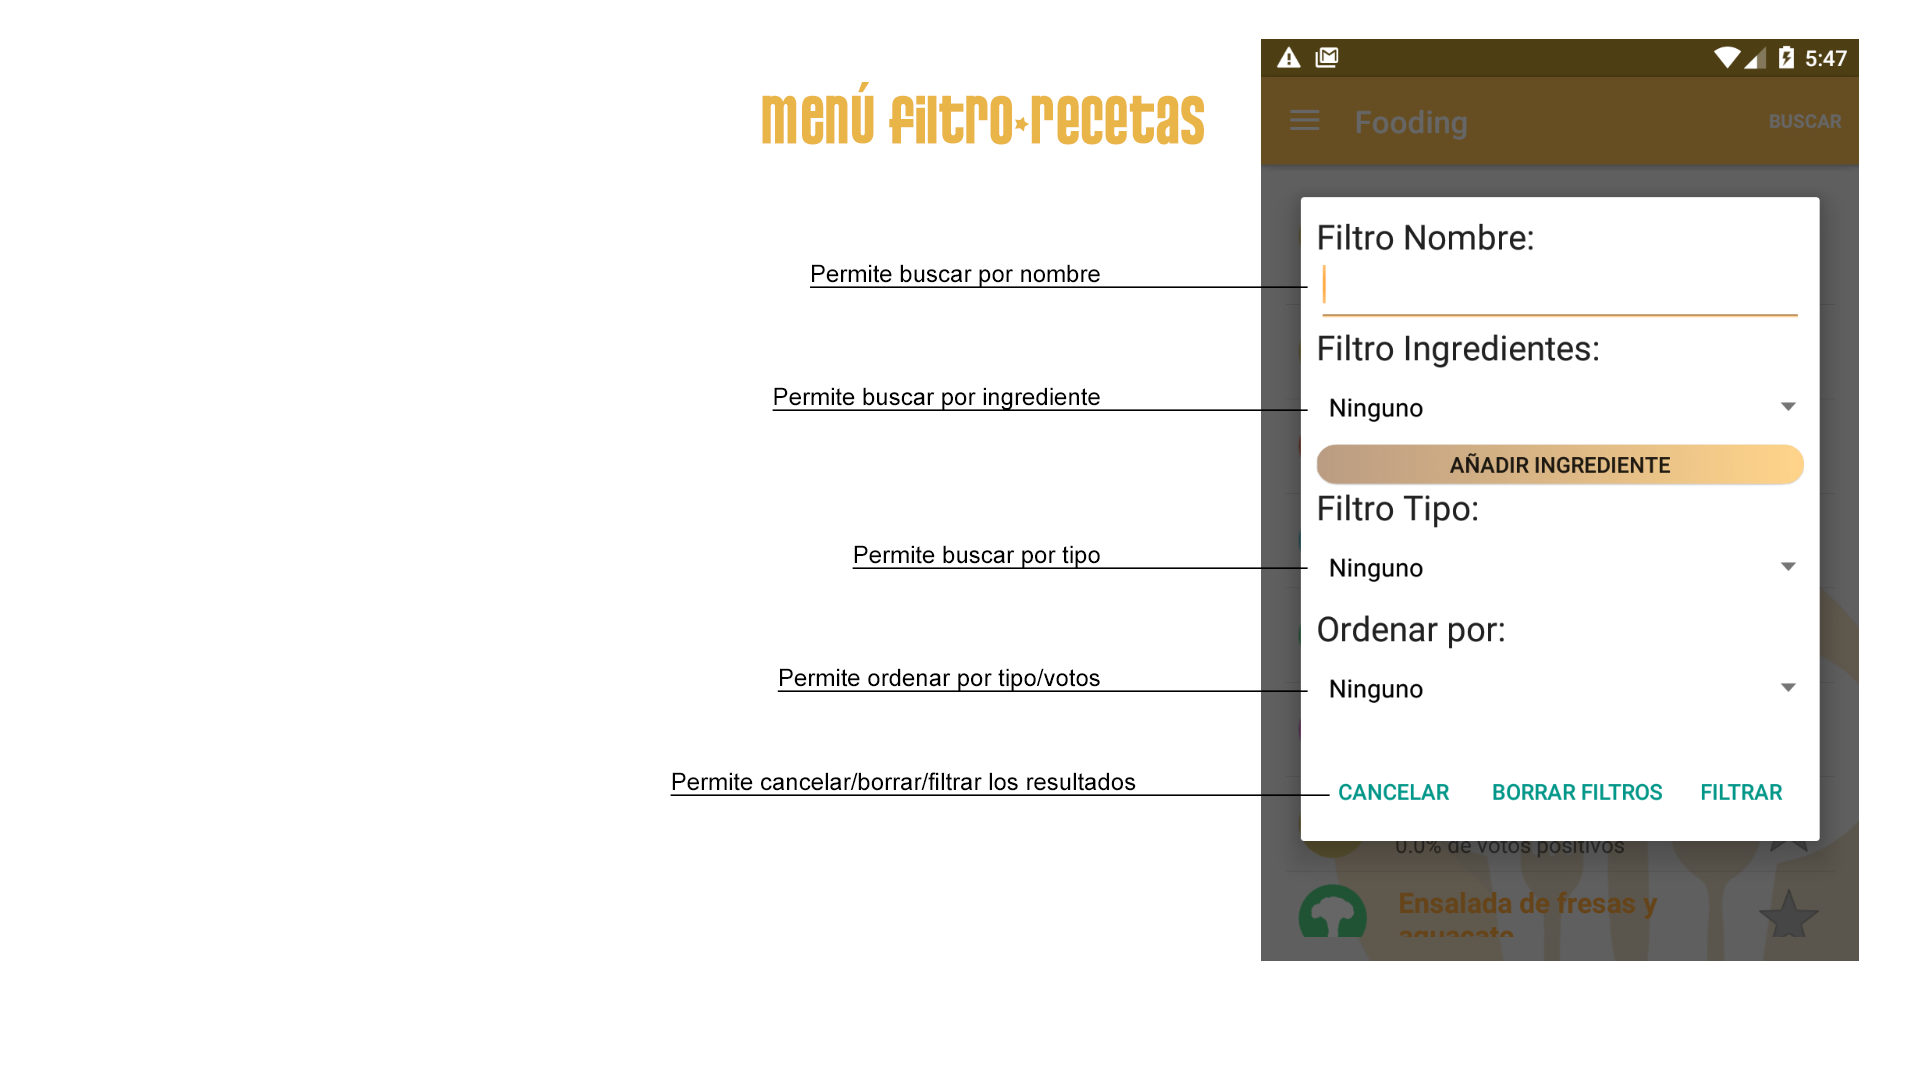 menú filtro-recetas
5:47
Fooding
BUSCAR
Permite buscar por nombre
Filtro Nombre:
Permite buscar por ingrediente
Filtro Ingredientes:
Ninguno
AÑADIR INGREDIENTE
Permite buscar por tipo
Filtro Tipo:
Ninguno
Permite ordenar por tipo/votos
Ordenar por:
Ninguno
Permite cancelar/borrar/filtrar los resultados
CANCELAR
BORRAR FILTROS
FILTRAR
0.0% de votos positivos
Ensalada de fresas y
aguacate